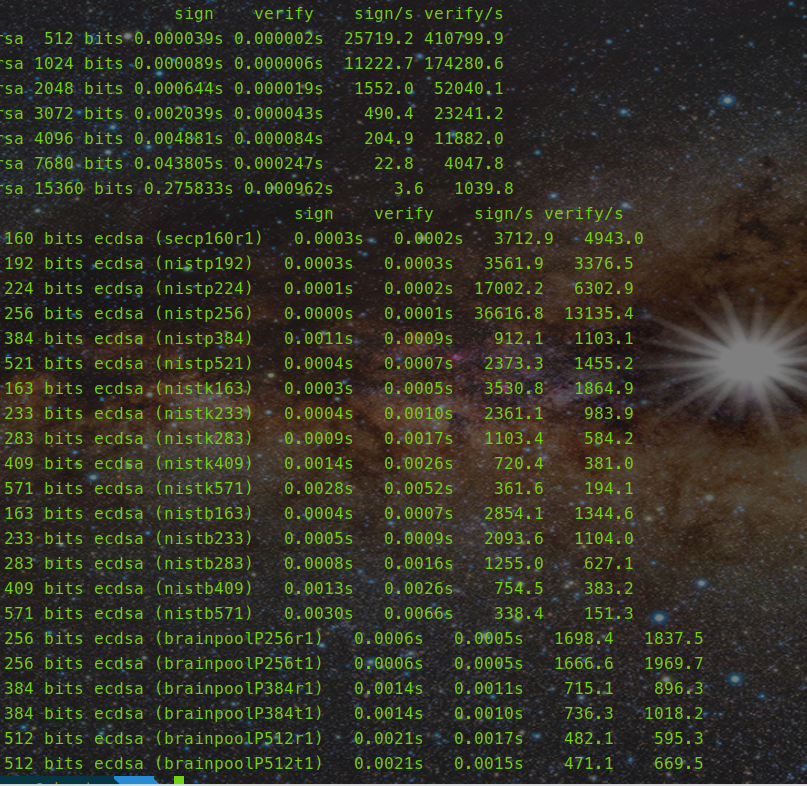 sign verify sign/s verify/s
rsa 512 bits 0.000039s 0.000002s 25719.2 410799.9
rsa 1024 bits 0.000089s 0.000006s 11222.7 174280.6
rsa 2048 bits 0.000644s 0.000019s 1552.0 52040.1
rsa 3072 bits 0.002039s 0.000043s 490.4 23241.2
rsa 4096 bits 0.004881s 0.000084s 204.9 11882.0
rsa 7680 bits 0.043805s 0.000247s 22.8 4047.8
rsa 15360 bits 0.275833s 0.000962s 3.6 1039.8
sign verify sign/s verify/s
160 bits ecdsa (secp160r1) 0.0003s 0.0002s 3712.9 4943.0
192 bits ecdsa (nistp192) 0.0003s 0.0003s 3561.9 3376.5
224 bits ecdsa (nistp224) 0.0001s 0.0002s 17002.2 6302.9
256 bits ecdsa (nistp256) 0.0000s 0.0001s 36616.8 13135.4
384 bits ecdsa (nistp384) 0.0011s 0.0009s 912.1 1103.1
521 bits ecdsa (nistp521) 0.0004s 0.0007s 2373.3 1455.2
163 bits ecdsa (nistk163) 0.0003s 0.0005s 3530.8 1864.9
233 bits ecdsa (nistk233) 0.0004s 0.0010s 2361.1 983.9
283 bits ecdsa (nistk283) 0.0009s 0.0017s 1103.4 584.2
409 bits ecdsa (nistk409) 0.0014s 0.0026s 720.4 381.0
571 bits ecdsa (nistk571) 0.0028s 0.0052s 361.6 194.1
163 bits ecdsa (nistb163) 0.0004s 0.0007s 2854.1 1344.6
233 bits ecdsa (nistb233) 0.0005s 0.0009s 2093.6 1104.0
283 bits ecdsa (nistb283) 0.0008s 0.0016s 1255.0 627.1
409 bits ecdsa (nistb409) 0.0013s 0.0026s 754.5 383.2
571 bits ecdsa (nistb571) 0.0030s 0.0066s 338.4 151.3
256 bits ecdsa (brainpoolP256r1) 0.0006s 0.0005s 1698.4 1837.5
256 bits ecdsa (brainpoolP256t1) 0.0006s 0.0005s 1666.6 1969.7
384 bits ecdsa (brainpoolP384r1) 0.0014s 0.0011s 715.1 896.3
384 bits ecdsa (brainpoolP384t1) 0.0014s 0.0010s 736.3 1018.2
512 bits ecdsa (brainpoolP512r1) 0.0021s 0.0017s 482.1 595.3
512 bits ecdsa (brainpoolP512t1) 0.0021s 0.0015s 471.1 669.5